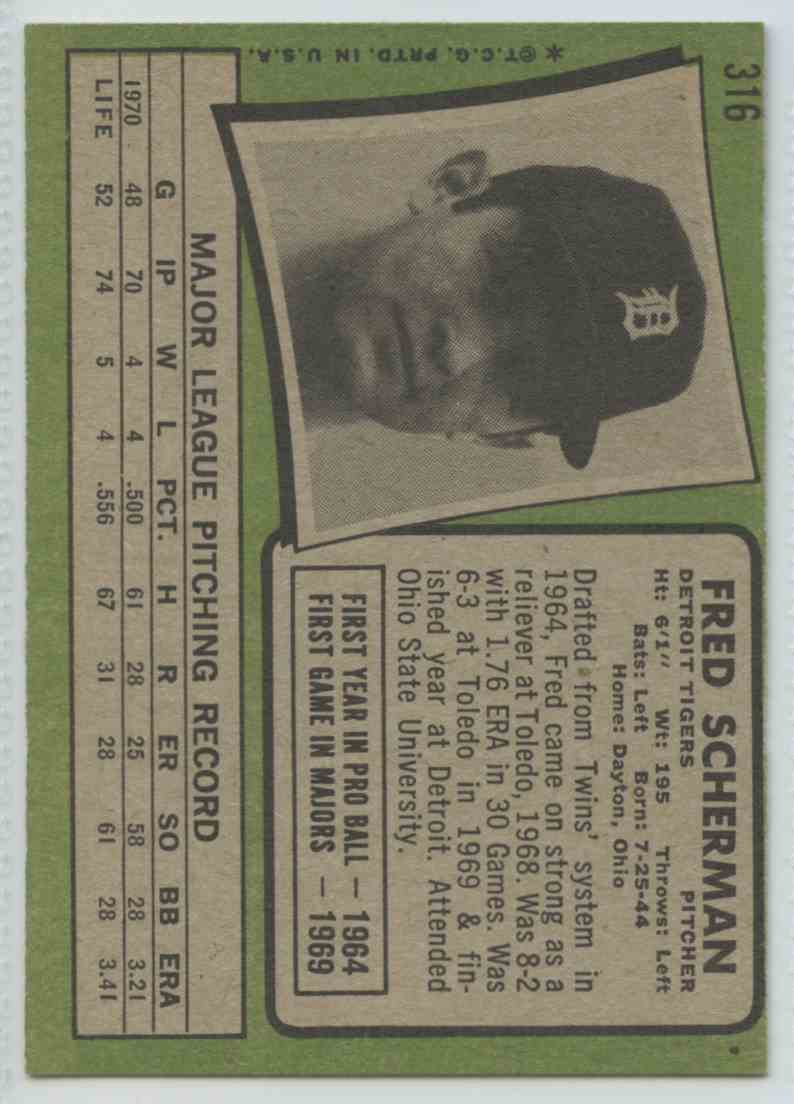 316
FRED SCHERMAN
DETROIT TIGERS PITCHER
Ht: 6'1" Wt: 195 Throws: Left
Bats: Left Born: 7-25-44
Home: Dayton, Ohio
Drafted from Twins' system in
1964, Fred came on strong as a
reliever at Toledo, 1968. Was 8-2
with 1.76 ERA in 30 Games. Was
6-3 at Toledo in 1969 & fin-
ished year at Detroit. Attended
Ohio State University.
FIRST YEAR IN PRO BALL — 1964
FIRST GAME IN MAJORS — 1969
D
MAJOR LEAGUE PITCHING RECORD
G IP W L PCT. H R ER SO BB ERA
1970 48 70 4 4 .500 61 28 25 58 28 3.21
LIFE 52 74 5 4 .556 67 31 28 61 28 3.41
*©T.C.G. PRTD. IN U.S.A.